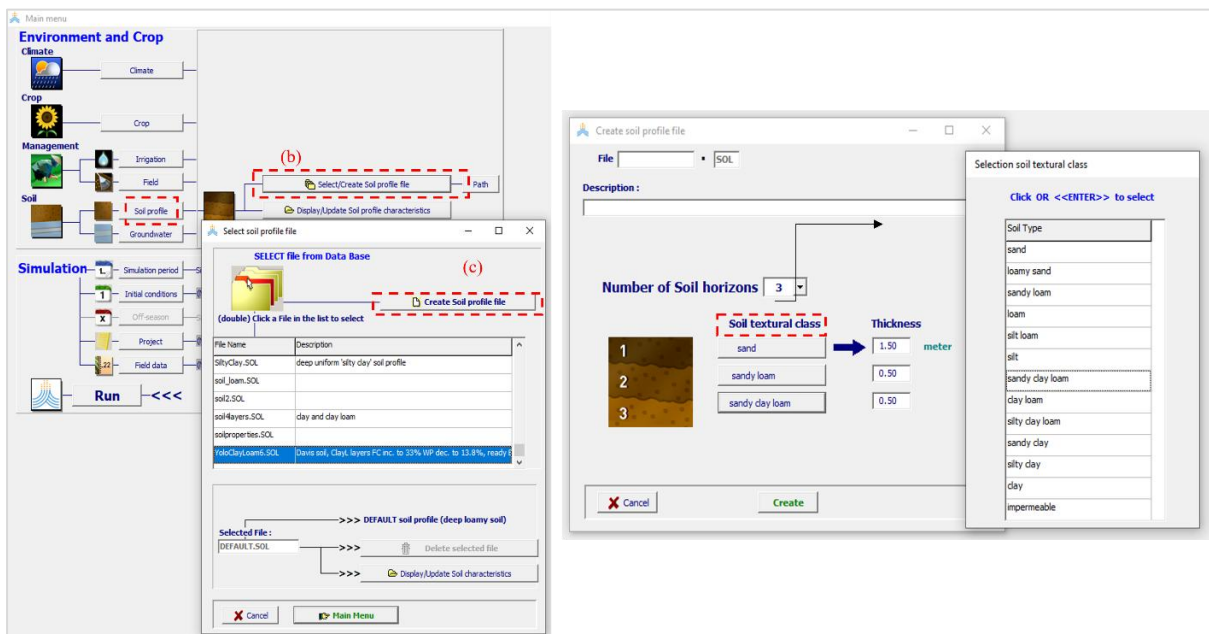 Main menu
Environment and Crop
Climate
Climate
Crop
Crop
Management
Irrigation
Field
Soil
Soil profile
Groundwater
(b)
Select/Create Soil profile file
Path
Display/Update Soil profile characteristics
Simulation
Simulation period
Initial conditions
Off-season
Project
Field data
Run
<<<
Select soil profile file
SELECT file from Data Base
(c)
Create Soil profile file
(double) Click a File in the list to select
File Name Description
SiltyClay.SOL deep uniform 'silty clay' soil profile
soil_loam.SOL
soil2.SOL
soil4layers.SOL clay and clay loam
soilproperties.SOL
YoloClayLoam6.SOL Davis soil, ClayL layers FC inc. to 33% WP dec. to 13.8%, ready
>>> DEFAULT soil profile (deep loamy soil)
Selected File :
DEFAULT.SOL
>>> Delete selected file
>>> Display/Update Soil characteristics
Cancel Main Menu
Create soil profile file
File . SOL
Description :
Number of Soil horizons 3
Soil textural class Thickness
1 sand 1.50 meter
2 sandy loam 0.50
3 sandy clay loam 0.50
Cancel Create
Selection soil textural class
Click OR <<ENTER>> to select
Soil Type
sand
loamy sand
sandy loam
loam
silt loam
silt
sandy clay loam
clay loam
silty clay loam
sandy clay
silty clay
clay
impermeable